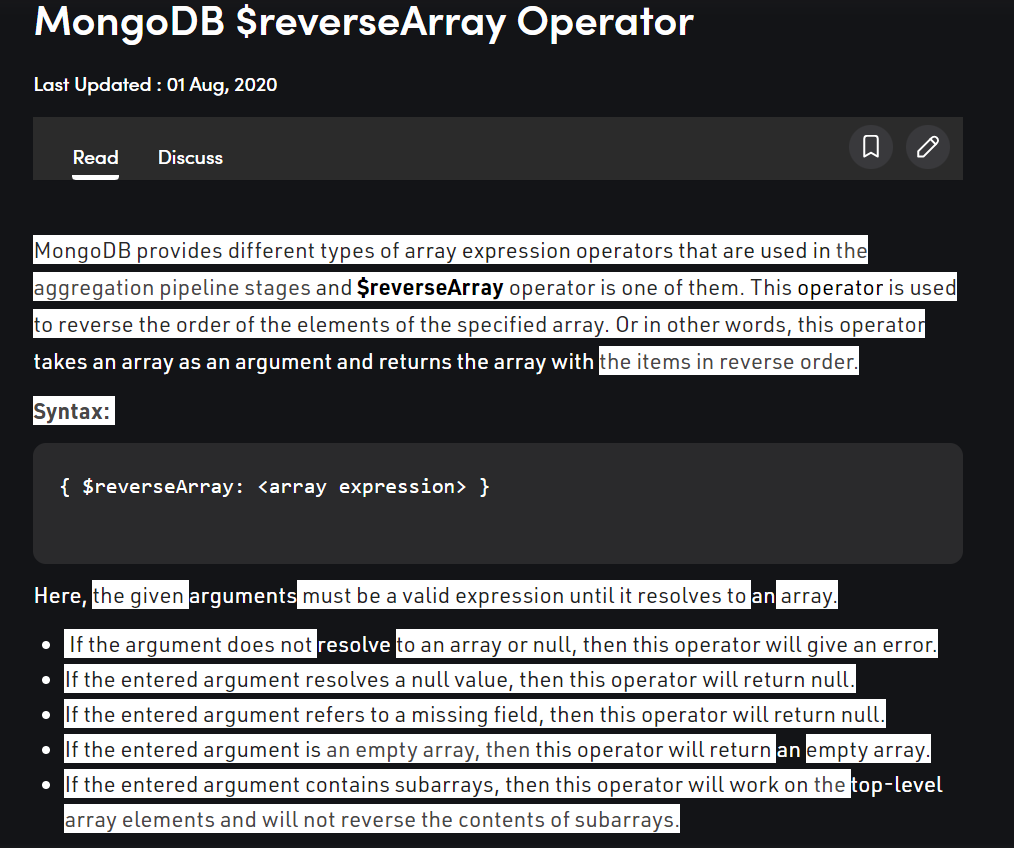 MongoDB $reverseArray Operator
Last Updated : 01 Aug, 2020
Read Discuss
MongoDB provides different types of array expression operators that are used in the
aggregation pipeline stages and $reverseArray operator is one of them. This operator is used
to reverse the order of the elements of the specified array. Or in other words, this operator
takes an array as an argument and returns the array with the items in reverse order.
Syntax:
{ $reverseArray: <array expression> }
Here, the given arguments must be a valid expression until it resolves to an array.
If the argument does not resolve to an array or null, then this operator will give an error.
If the entered argument resolves a null value, then this operator will return null.
If the entered argument refers to a missing field, then this operator will return null.
If the entered argument is an empty array, then this operator will return an empty array.
If the entered argument contains subarrays, then this operator will work on the top-level
array elements and will not reverse the contents of subarrays.